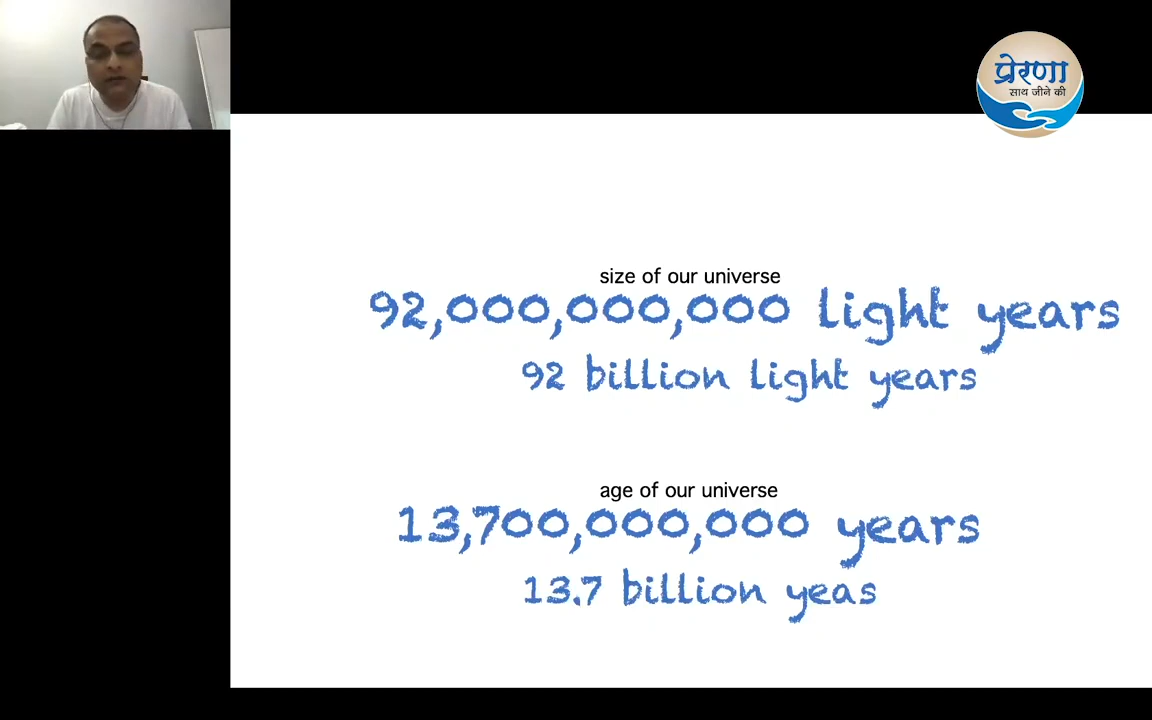 प्रेरणा
साथ जीने की
size of our universe
92,000,000,000 light years
92 billion light years
age of our universe
13,700,000,000 years
13.7 billion yeas